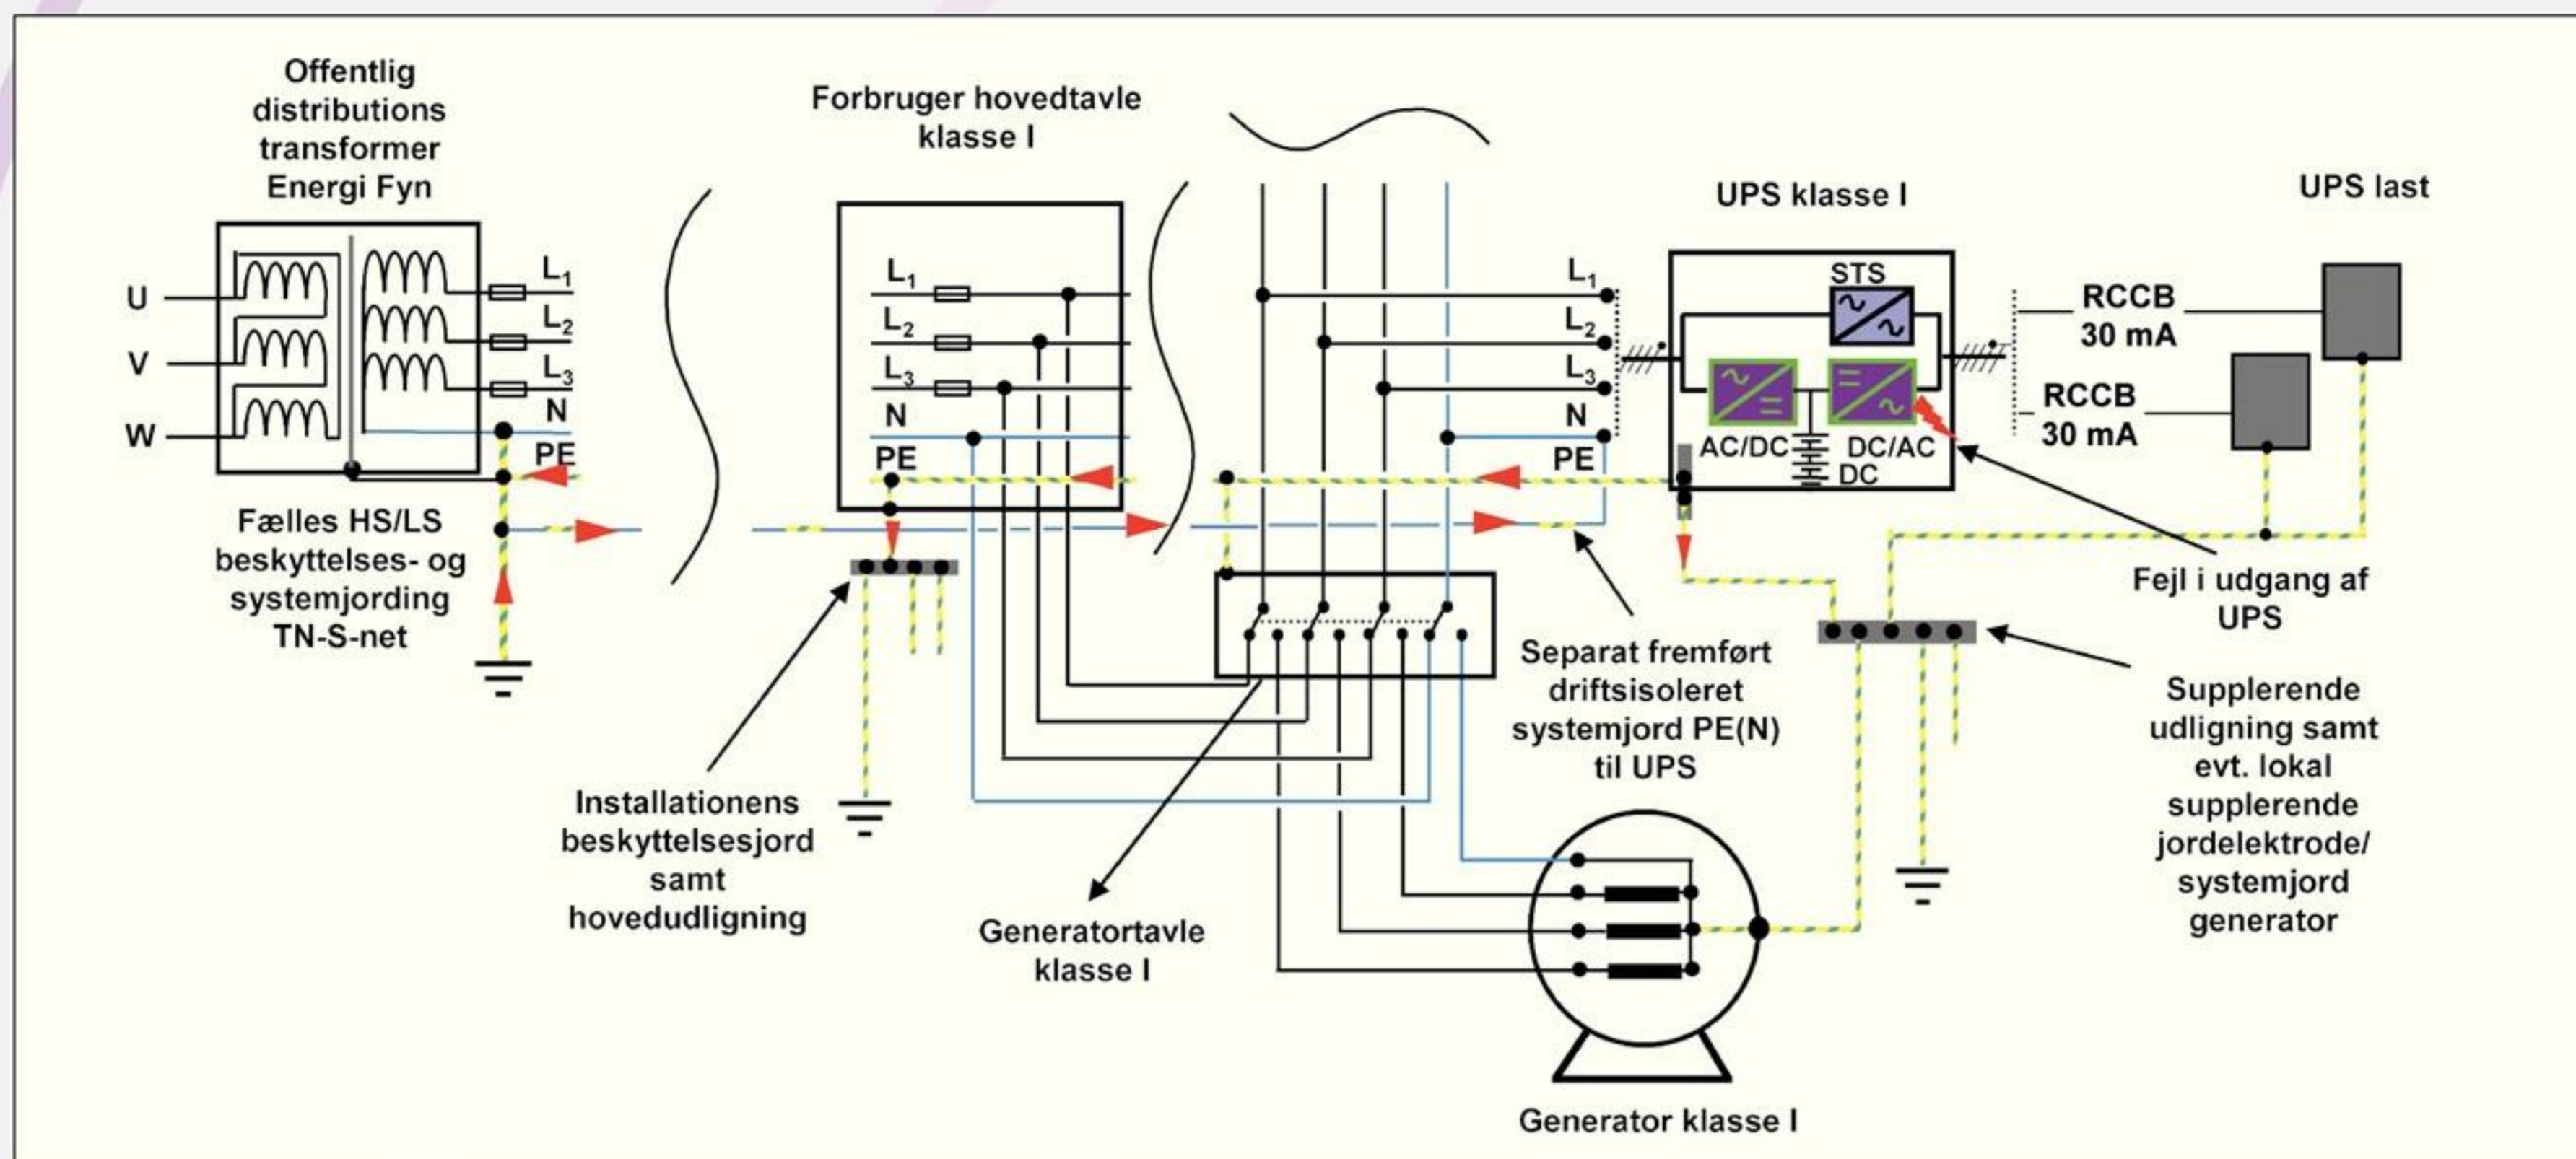 Offentlig
distributions
transformer
Energi Fyn
U
V
W
L1
L2
L3
N
PE
Fælles HS/LS
beskyttelses- og
systemjording
TN-S-net
Forbruger hovedtavle
klasse I
L1
L2
L3
N
PE
Installationens
beskyttelsesjord
samt
hovedudligning
Generatortavle
klasse I
L1
L2
L3
N
PE
Separat fremført
driftsisoleret
systemjord PE(N)
til UPS
Generator klasse I
UPS klasse I
STS
AC/DC
DC/AC
DC
UPS last
RCCB
30 mA
RCCB
30 mA
Fejl i udgang af
UPS
Supplerende
udligning samt
evt. lokal
supplerende
jordelektrode/
systemjord
generator